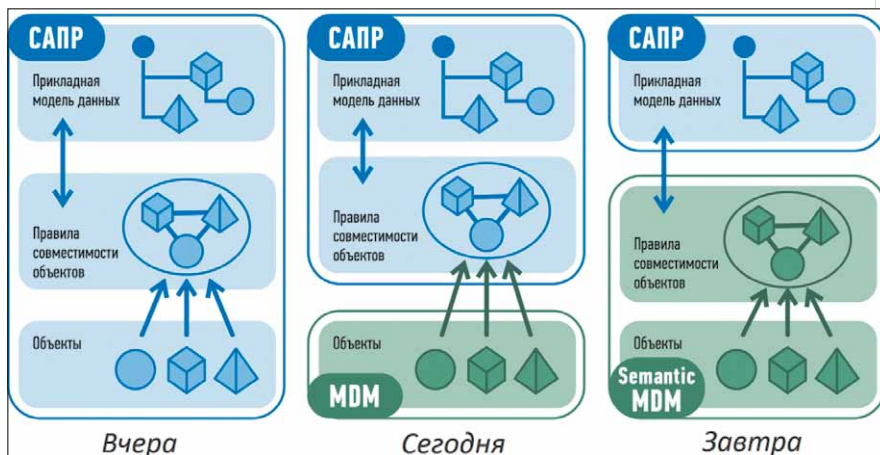 САПР
Прикладная
модель данных
Правила
совместимости
объектов
Объекты
Вчера
САПР
Прикладная
модель данных
Правила
совместимости
объектов
Объекты
MDM
Сегодня
САПР
Прикладная
модель данных
Правила
совместимости
объектов
Объекты
Semantic
MDM
Завтра